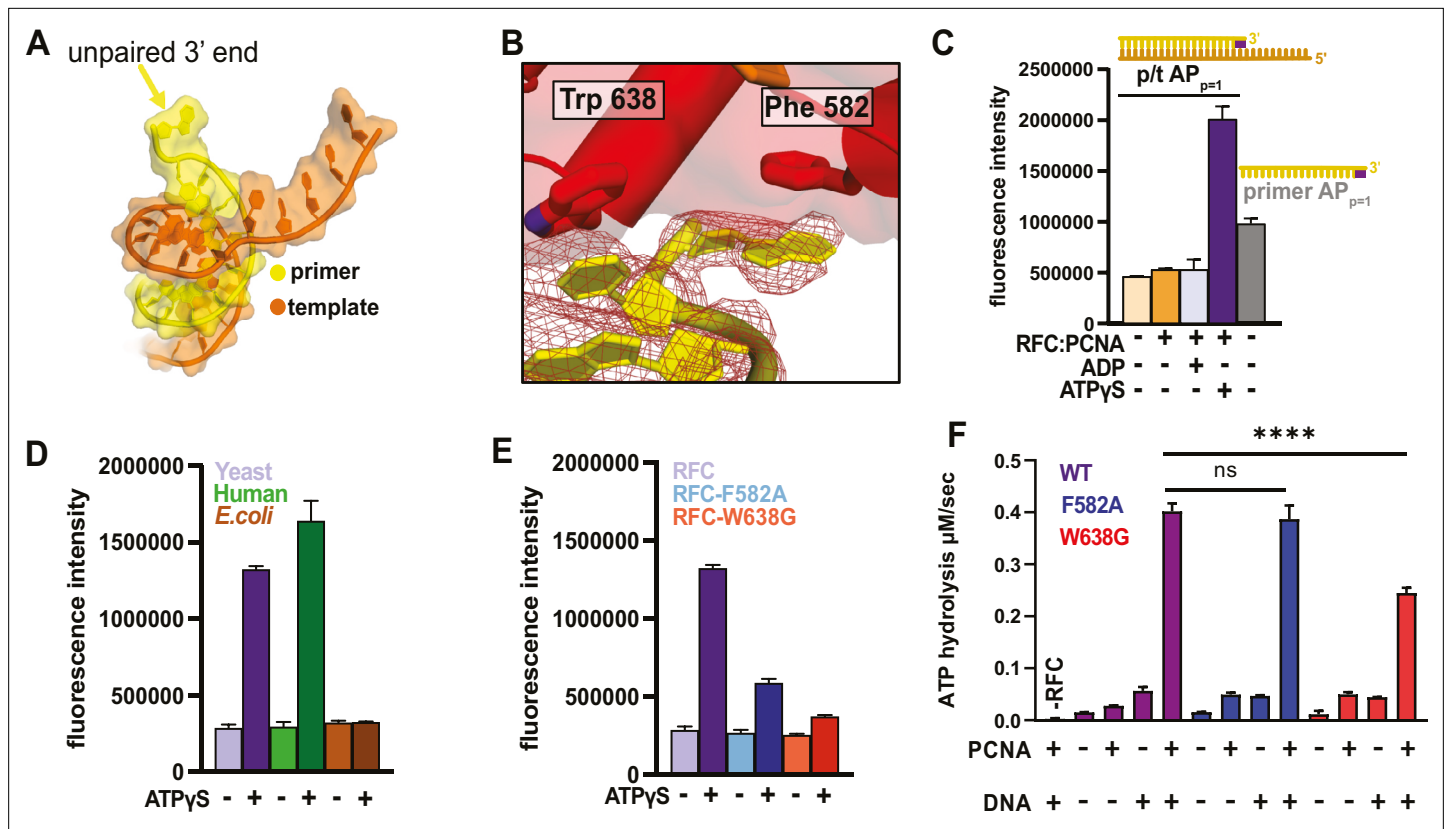 A
unpaired 3' end
primer
template
B
Trp 638
Phe 582
C
3'
5'
p/t AP p=1
fluorescence intensity
2500000
2000000
1500000
1000000
500000
0
3'
primer AP p=1
RFC:PCNA - + + + -
ADP - - + - -
ATPγS - - - + -
D
fluorescence intensity
2000000
1500000
1000000
500000
0
Yeast
Human
E.coli
ATPγS - + - + - +
E
fluorescence intensity
2000000
1500000
1000000
500000
0
RFC
RFC-F582A
RFC-W638G
ATPγS - + - + - +
F
ATP hydrolysis µM/sec
0.5
0.4
0.3
0.2
0.1
0.0
WT
F582A
W638G
****
ns
-RFC
PCNA + - + - + - + - + - + - +
DNA + - - + + - - + + - - + +